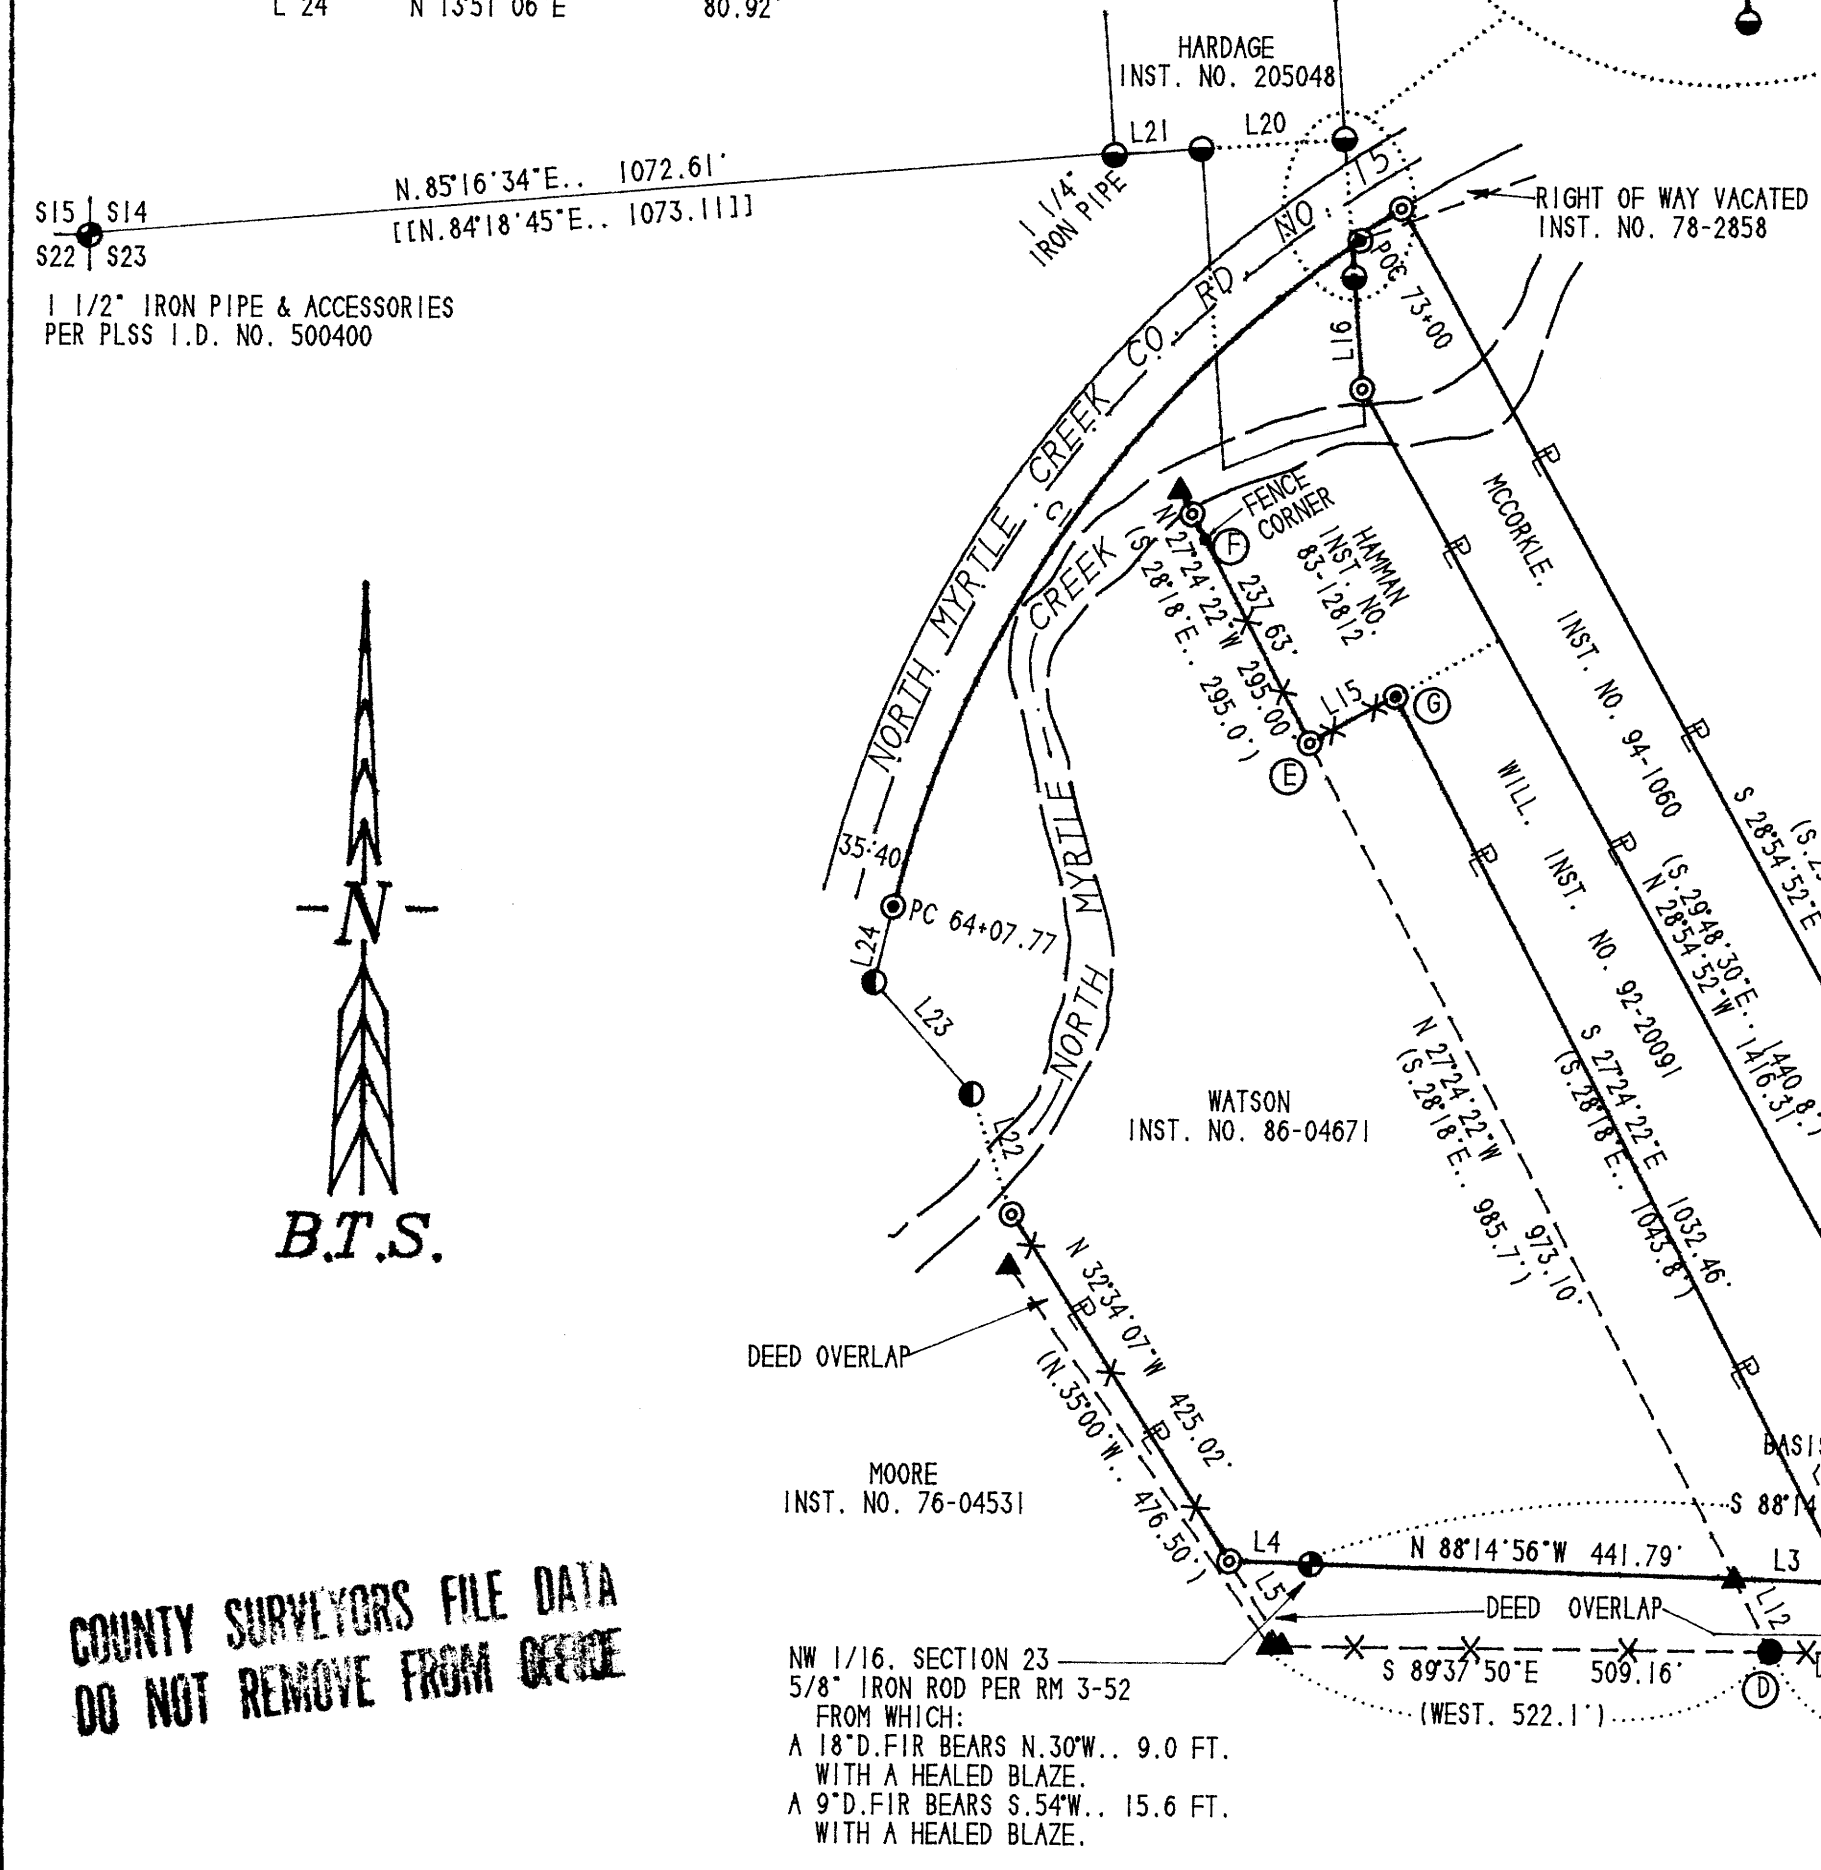 L 24 N 13°51'06"E 80.92'
HARDAGE
INST. NO. 205048
L21
L20
N.85°16'34"E.. 1072.61'
[[N.84°18'45"E.. 1073.11]]
S15 S14
S22 S23
1 1/2" IRON PIPE & ACCESSORIES
PER PLSS I.D. NO. 500400
1 1/4"
IRON PIPE
RIGHT OF WAY VACATED
INST. NO. 78-2858
NORTH MYRTLE CREEK CO. RD. NO. 15
POC 73+00
L16
FENCE
CORNER
F
HAMMAN
INST. NO.
83-12812
237.63'
N 27°24'22"W 295.00'
(S 28°18'E.. 295.0')
L15
G
E
MCCORKLE. INST. NO. 94-1060
WILL. INST. NO. 92-20091
S 28°54'52"E
(S.29°48'30"E.. 1440.8')
N 28°54'52"W 1416.31
NORTH MYRTLE CREEK
35.40
PC 64+07.77
L24
L23
L22
B.T.S.
N
WATSON
INST. NO. 86-04671
S 27°24'22"E 1032.46'
(S.28°18'E.. 1043.8')
N 27°24'22"W 973.10'
(S.28°18'E.. 985.7')
N 32°34'07"W 425.02'
(N.35°00'W.. 476.50')
DEED OVERLAP
MOORE
INST. NO. 76-04531
BASIS
S 88°14
L4
N 88°14'56"W 441.79'
L3
L5
L12
DEED OVERLAP
S 89°37'50"E 509.16'
(WEST. 522.1')
D
NW 1/16. SECTION 23
5/8" IRON ROD PER RM 3-52
FROM WHICH:
A 18"D.FIR BEARS N.30°W.. 9.0 FT.
WITH A HEALED BLAZE.
A 9"D.FIR BEARS S.54°W.. 15.6 FT.
WITH A HEALED BLAZE.
COUNTY SURVEYORS FILE DATA
DO NOT REMOVE FROM OFFICE